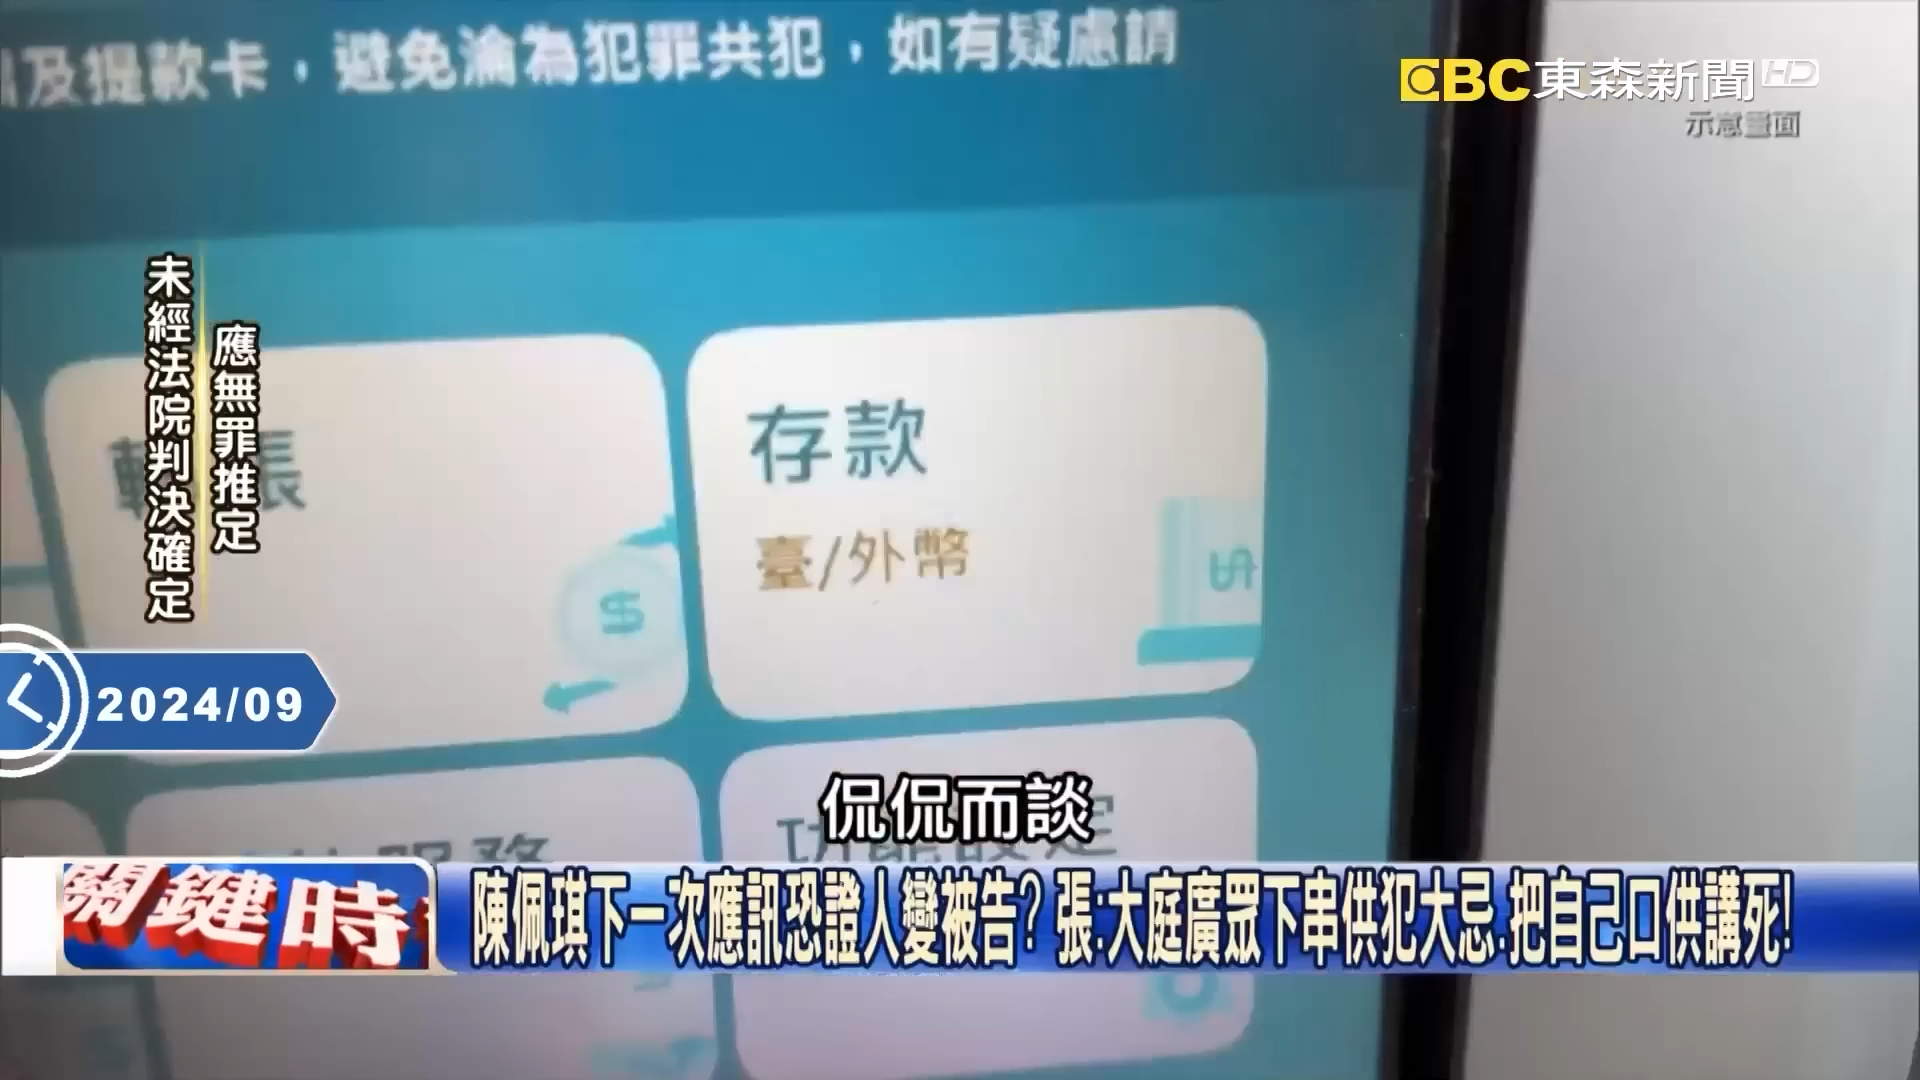 及提款卡，避免淪為犯罪共犯，如有疑慮請
EBC東森新聞HD
示意畫面
未經法院判決確定
應無罪推定
存款
臺/外幣
$
2024/09
侃侃而談
關鍵時
陳佩琪下一次應訊恐證人變被告？張:大庭廣眾下串供犯大忌.把自己口供講死!